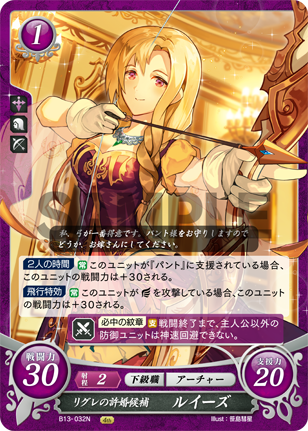 1
SAMPLE
私、弓が一番得意です。パント様をお守りしますので
どうか、お嫁さんにしてください。
2人の時間 常 このユニットが『パント』に支援されている場合、
このユニットの戦闘力は+30される。
飛行特効 常 このユニットが を攻撃している場合、このユニッ
トの戦闘力は+30される。
必中の紋章 支 戦闘終了まで、主人公以外の
防御ユニットは神速回避できない。
戦闘力
30
射程 2 下級職 アーチャー
支援力
20
リグレの許婚候補 ルイーズ
B13-032N
Illust:笹島彗星